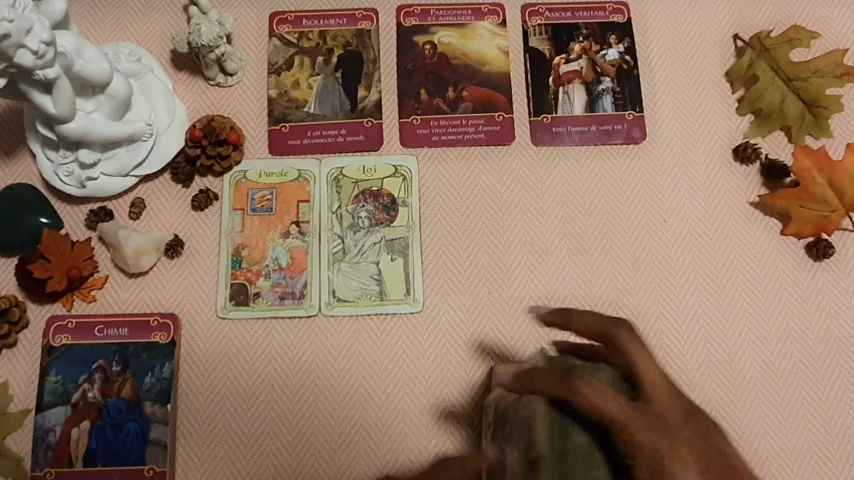 ISOLEMENT
Il est temps de
vous déconnecter du monde.
PARDONNER
ET APPRENDRE
En libérant le passé,
vous vivez davantage d'amour
au moment présent.
AMOUR VÉRITABLE
Voici l'amour de votre vie !
Parole
Loi
CHIMIE